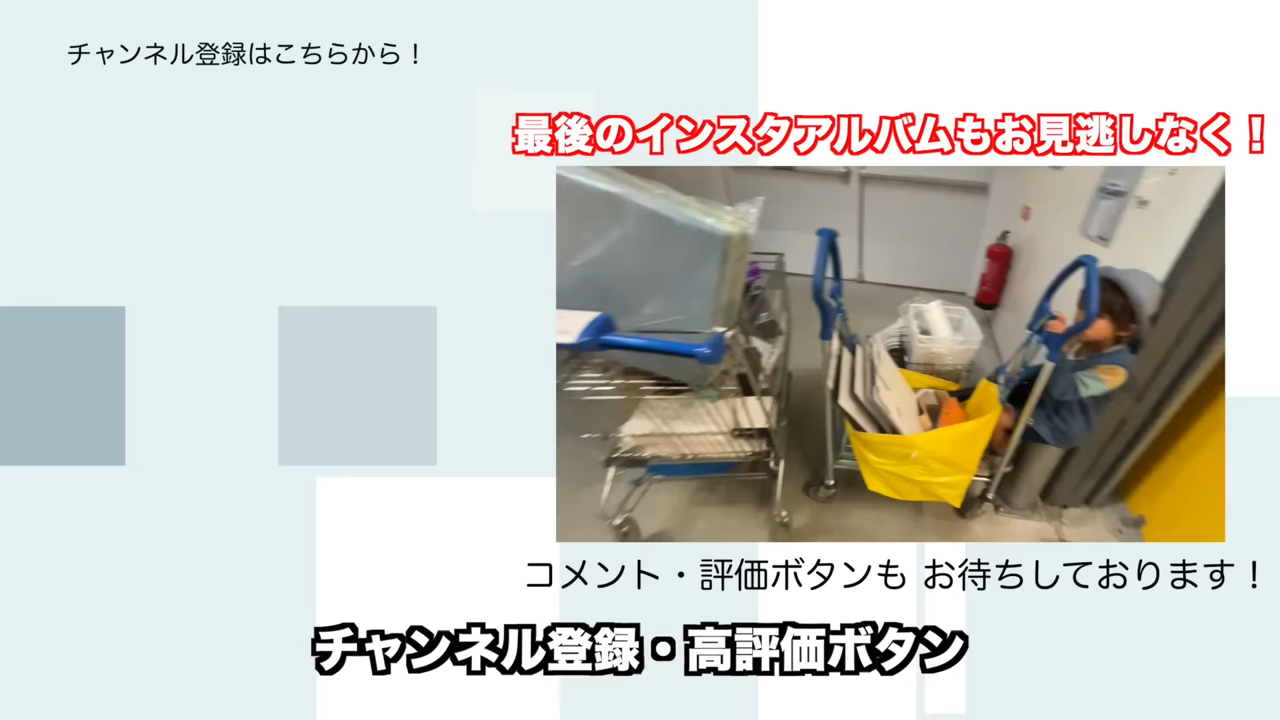 チャンネル登録はこちらから！
最後のインスタアルバムもお見逃しなく！
コメント・評価ボタンも お待ちしております！
チャンネル登録・高評価ボタン